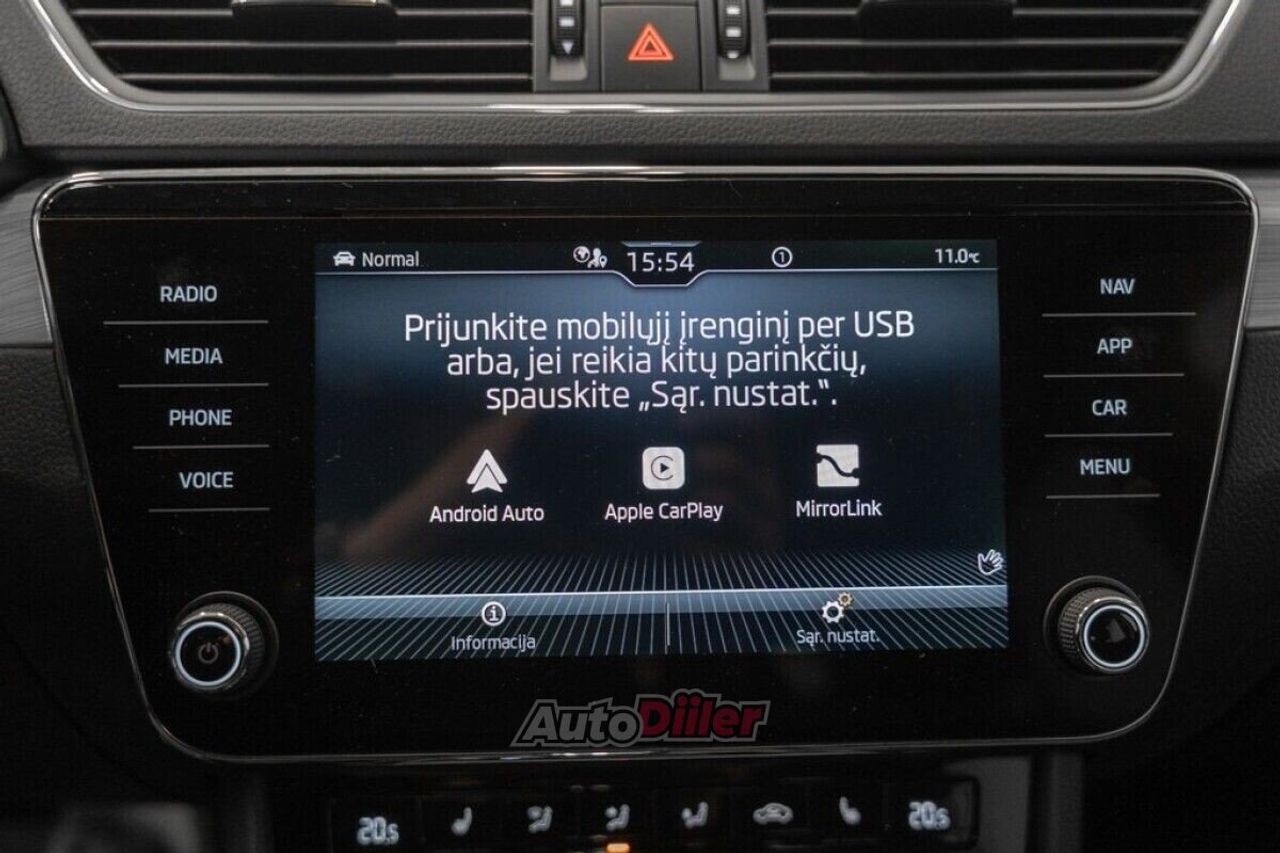 Normal 15:54 1 11.0°C
RADIO
MEDIA
PHONE
VOICE
Prijunkite mobilųjį įrenginį per USB
arba, jei reikia kitų parinkčių,
spauskite „Sąr. nustat.“.
Android Auto Apple CarPlay MirrorLink
Informacija Sąr. nustat.
NAV
APP
CAR
MENU
AutoDiiler
20.5 20.5